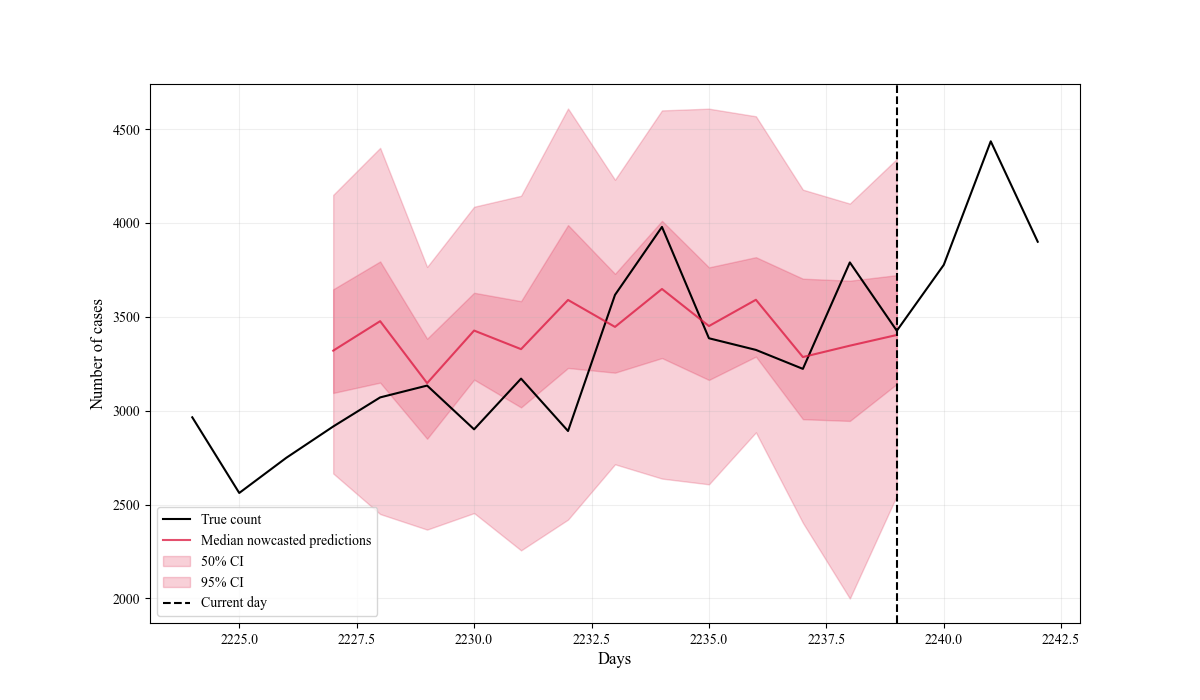 Number of cases
4500
4000
3500
3000
2500
2000
True count
Median nowcasted predictions
50% CI
95% CI
Current day
2225.0 2227.5 2230.0 2232.5 2235.0 2237.5 2240.0 2242.5
Days